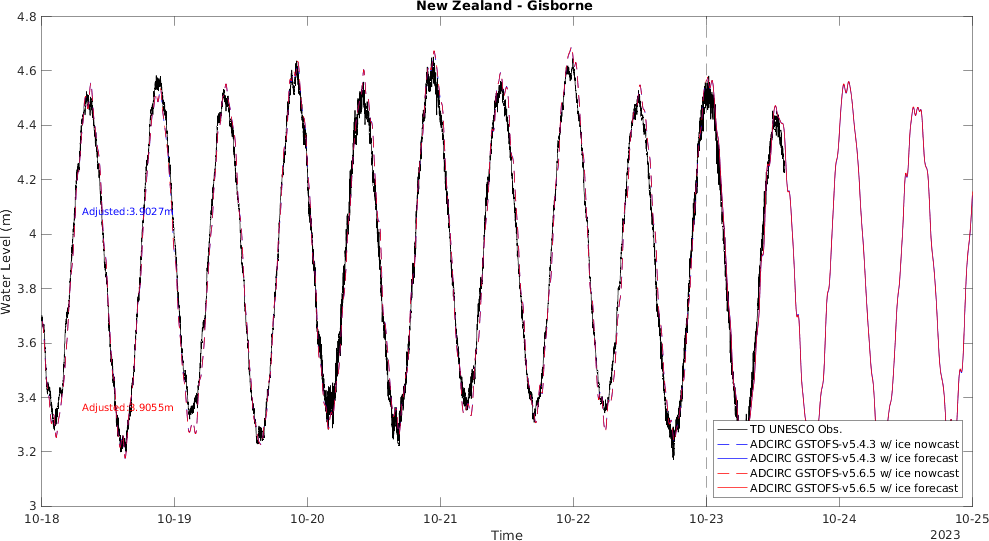 New Zealand - Gisborne
4.8
4.6
4.4
4.2
4
3.8
3.6
3.4
3.2
3
Water Level (m)
Adjusted:3.9027m
Adjusted:3.9055m
TD UNESCO Obs.
ADCIRC GSTOFS-v5.4.3 w/ ice nowcast
ADCIRC GSTOFS-v5.4.3 w/ ice forecast
ADCIRC GSTOFS-v5.6.5 w/ ice nowcast
ADCIRC GSTOFS-v5.6.5 w/ ice forecast
10-18 10-19 10-20 10-21 10-22 10-23 10-24 10-25
Time
2023